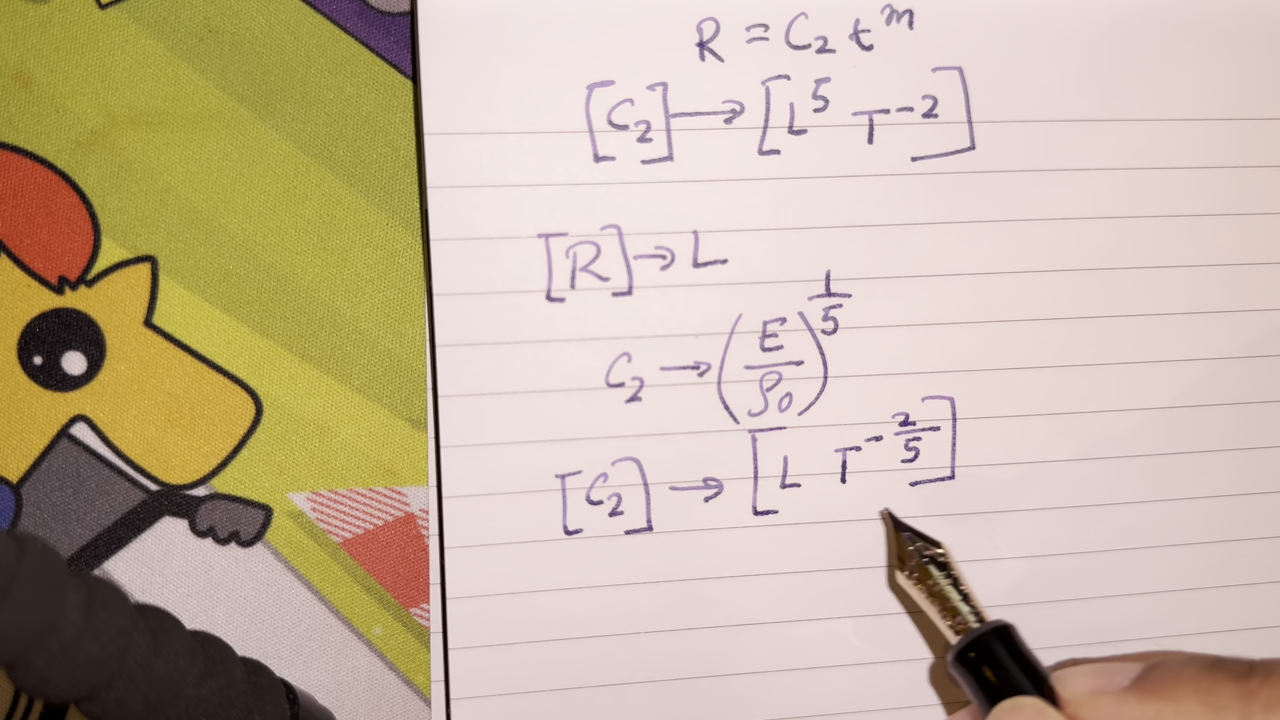 R = C₂ t^m
[C₂] → [L⁵ T⁻²]
[R] → L
C₂ → (E/ρ₀)^(1/5)
[C₂] → [L T^(-2/5)]